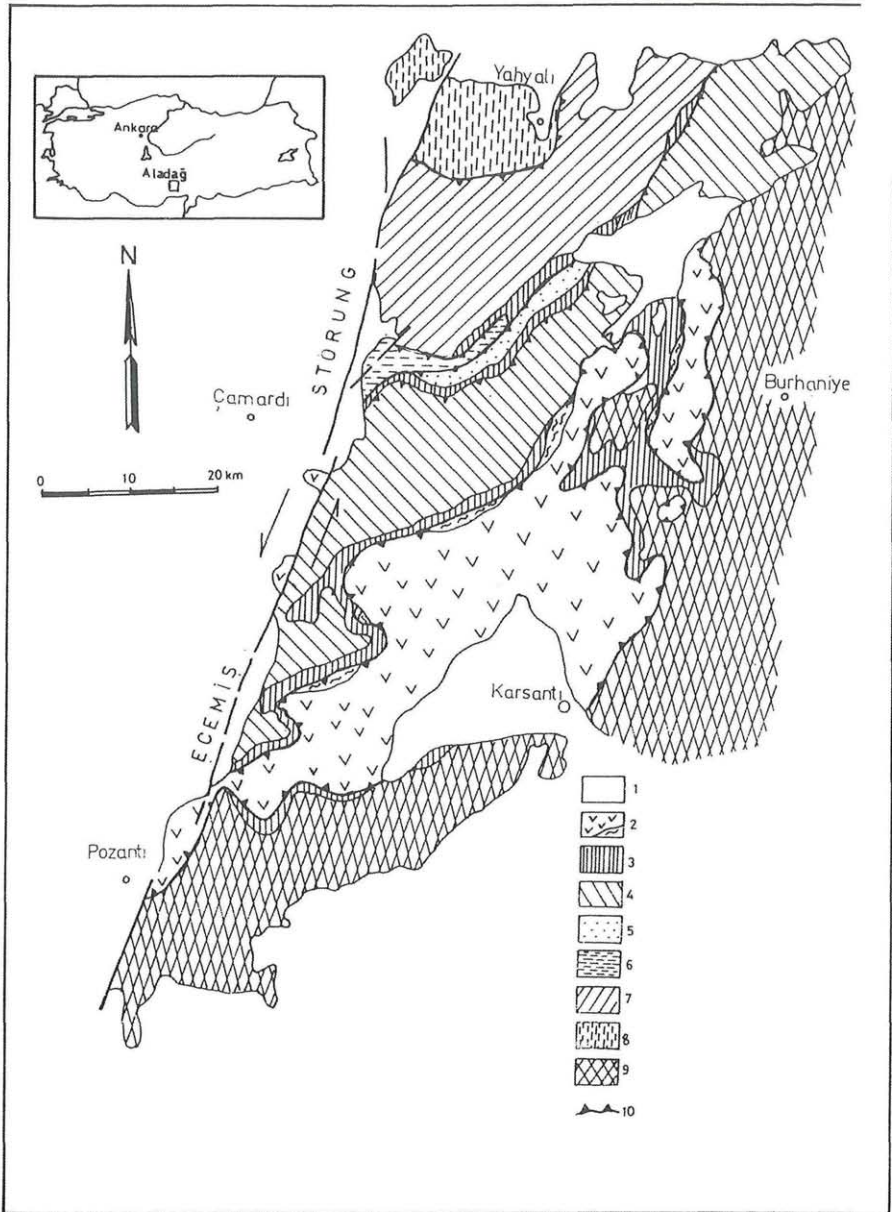 Yahyalı
Ankara
Aladağ
N
ECEMİŞ STÖRUNG
Çamardı
Burhaniye
0 10 20 km
Karsantı
Pozantı
1
2
3
4
5
6
7
8
9
10